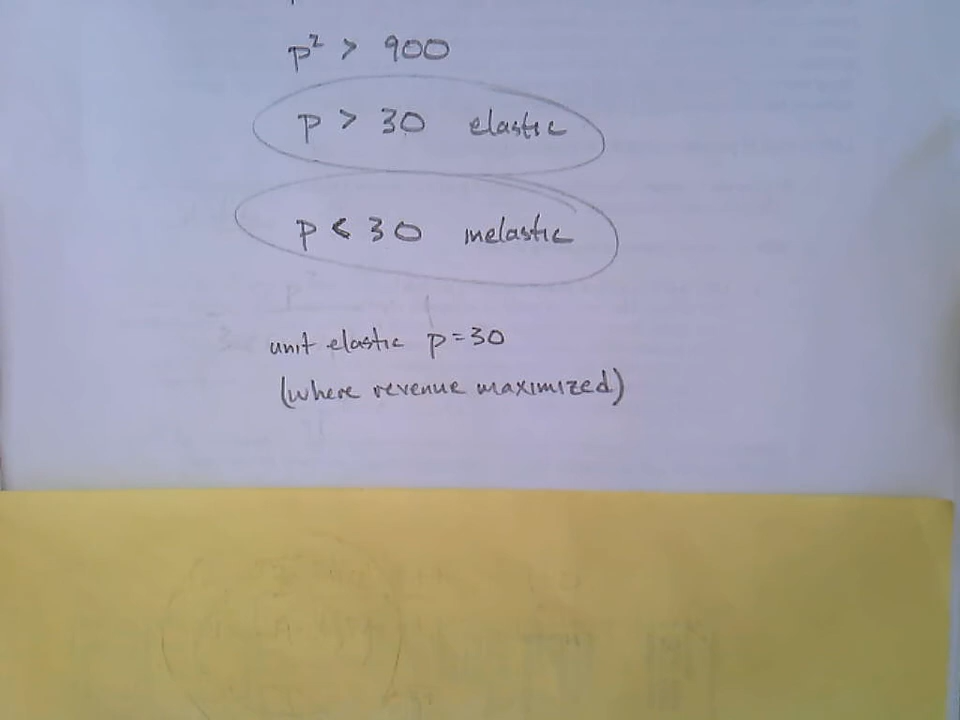 p² > 900
p > 30 elastic
p < 30 inelastic
unit elastic p = 30
(where revenue maximized)